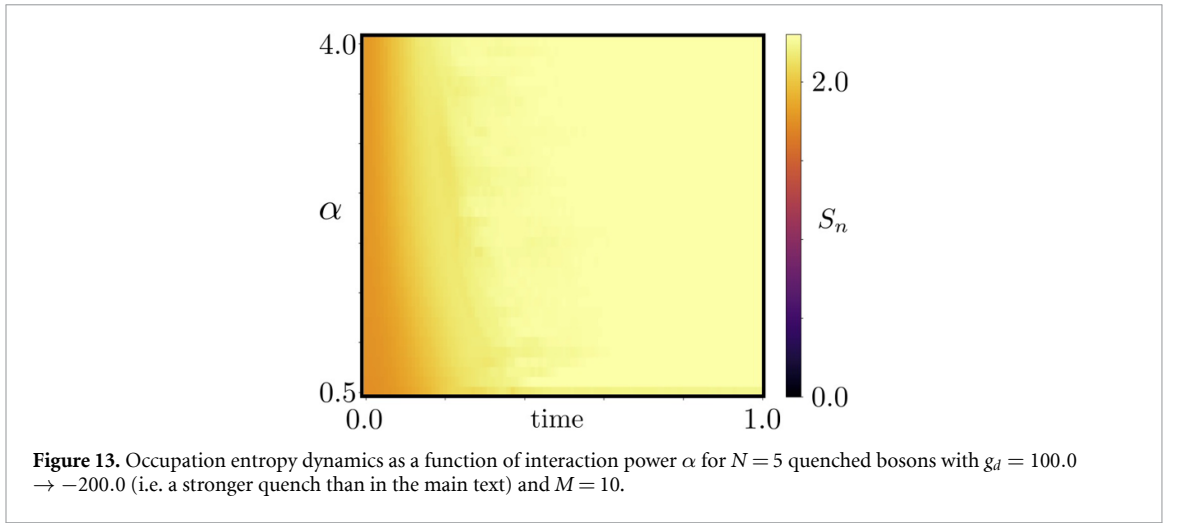 4.0
α
0.5
0.0
time
1.0
2.0
Sₙ
0.0
Figure 13. Occupation entropy dynamics as a function of interaction power α for N = 5 quenched bosons with g_d = 100.0
→ −200.0 (i.e. a stronger quench than in the main text) and M = 10.